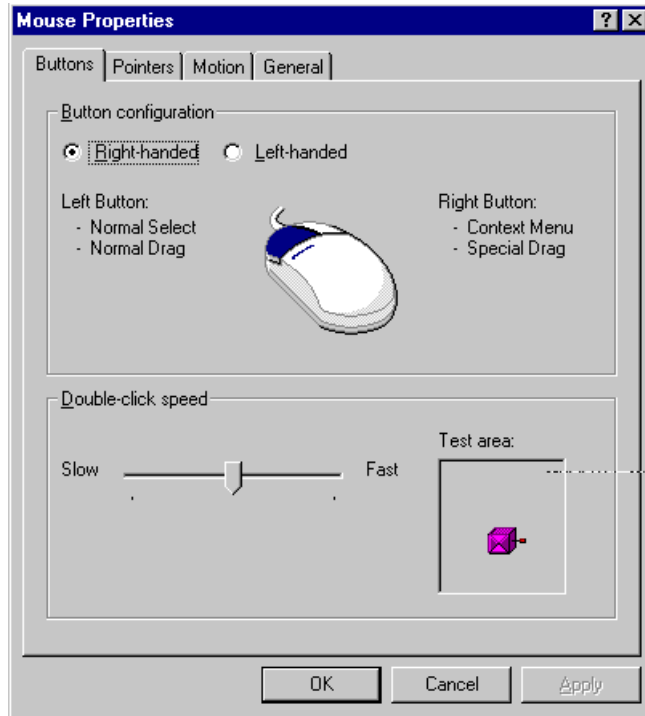 Mouse Properties
Buttons Pointers Motion General
Button configuration
Right-handed Left-handed
Left Button:
- Normal Select
- Normal Drag
Right Button:
- Context Menu
- Special Drag
Double-click speed
Slow Fast
Test area:
OK Cancel Apply